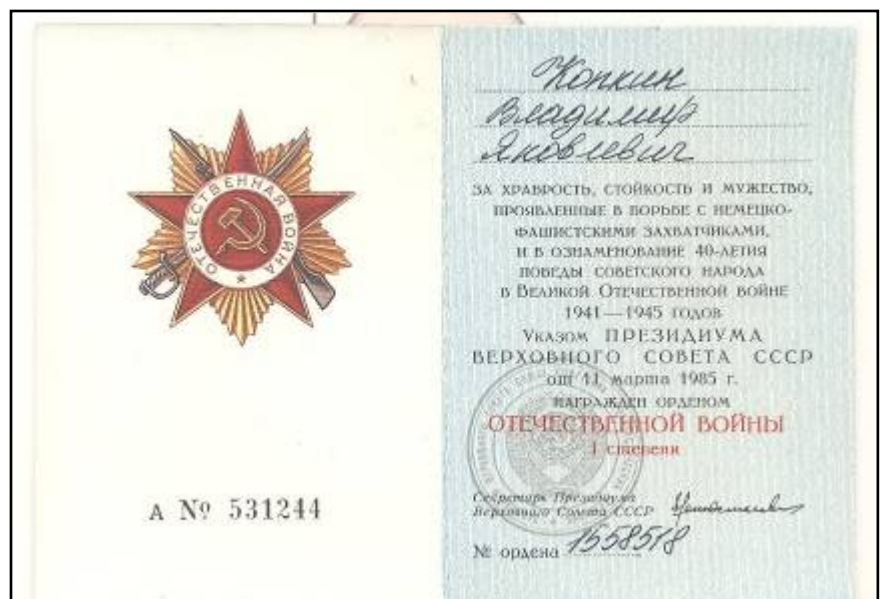 ОТЕЧЕСТВЕННАЯ ВОЙНА
А № 531244
Копкин
Владимир
Яковлевич
ЗА ХРАБРОСТЬ, СТОЙКОСТЬ И МУЖЕСТВО,
ПРОЯВЛЕННЫЕ В БОРЬБЕ С НЕМЕЦКО-
ФАШИСТСКИМИ ЗАХВАТЧИКАМИ,
И В ОЗНАМЕНОВАНИЕ 40-ЛЕТИЯ
ПОБЕДЫ СОВЕТСКОГО НАРОДА
В ВЕЛИКОЙ ОТЕЧЕСТВЕННОЙ ВОЙНЕ
1941—1945 ГОДОВ
УКАЗОМ ПРЕЗИДИУМА
ВЕРХОВНОГО СОВЕТА СССР
от 11 марта 1985 г.
НАГРАЖДЕН ОРДЕНОМ
ОТЕЧЕСТВЕННОЙ ВОЙНЫ
I степени
Секретарь Президиума
Верховного Совета СССР
№ ордена 1558518